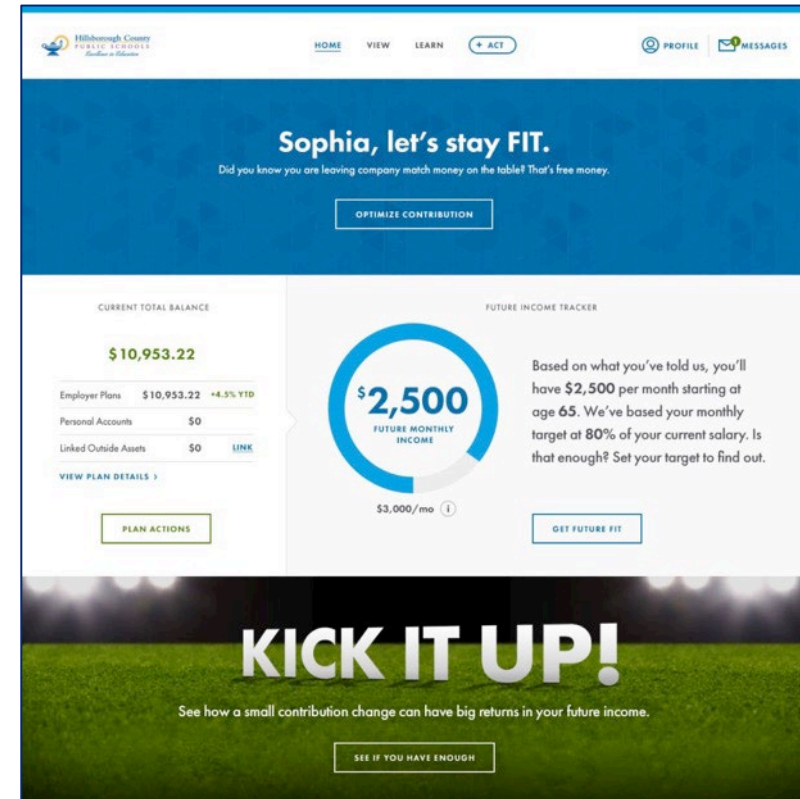 Hillsborough County
PUBLIC SCHOOLS
Excellence in Education
HOME VIEW LEARN + ACT
PROFILE 1 MESSAGES
Sophia, let's stay FIT.
Did you know you are leaving company match money on the table? That's free money.
OPTIMIZE CONTRIBUTION
CURRENT TOTAL BALANCE
$10,953.22
Employer Plans $10,953.22 +4.5% YTD
Personal Accounts $0
Linked Outside Assets $0 LINK
VIEW PLAN DETAILS >
PLAN ACTIONS
FUTURE INCOME TRACKER
$2,500
FUTURE MONTHLY
INCOME
$3,000/mo i
Based on what you've told us, you'll
have $2,500 per month starting at
age 65. We've based your monthly
target at 80% of your current salary. Is
that enough? Set your target to find out.
GET FUTURE FIT
KICK IT UP!
See how a small contribution change can have big returns in your future income.
SEE IF YOU HAVE ENOUGH